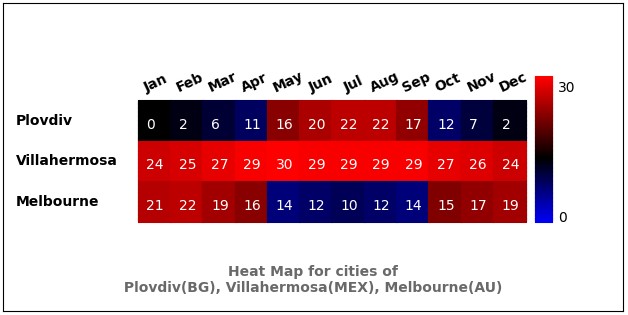 Jan Feb Mar Apr May Jun Jul Aug Sep Oct Nov Dec
30
Plovdiv 0 2 6 11 16 20 22 22 17 12 7 2
Villahermosa 24 25 27 29 30 29 29 29 29 27 26 24
Melbourne 21 22 19 16 14 12 10 12 14 15 17 19
0
Heat Map for cities of
Plovdiv(BG), Villahermosa(MEX), Melbourne(AU)